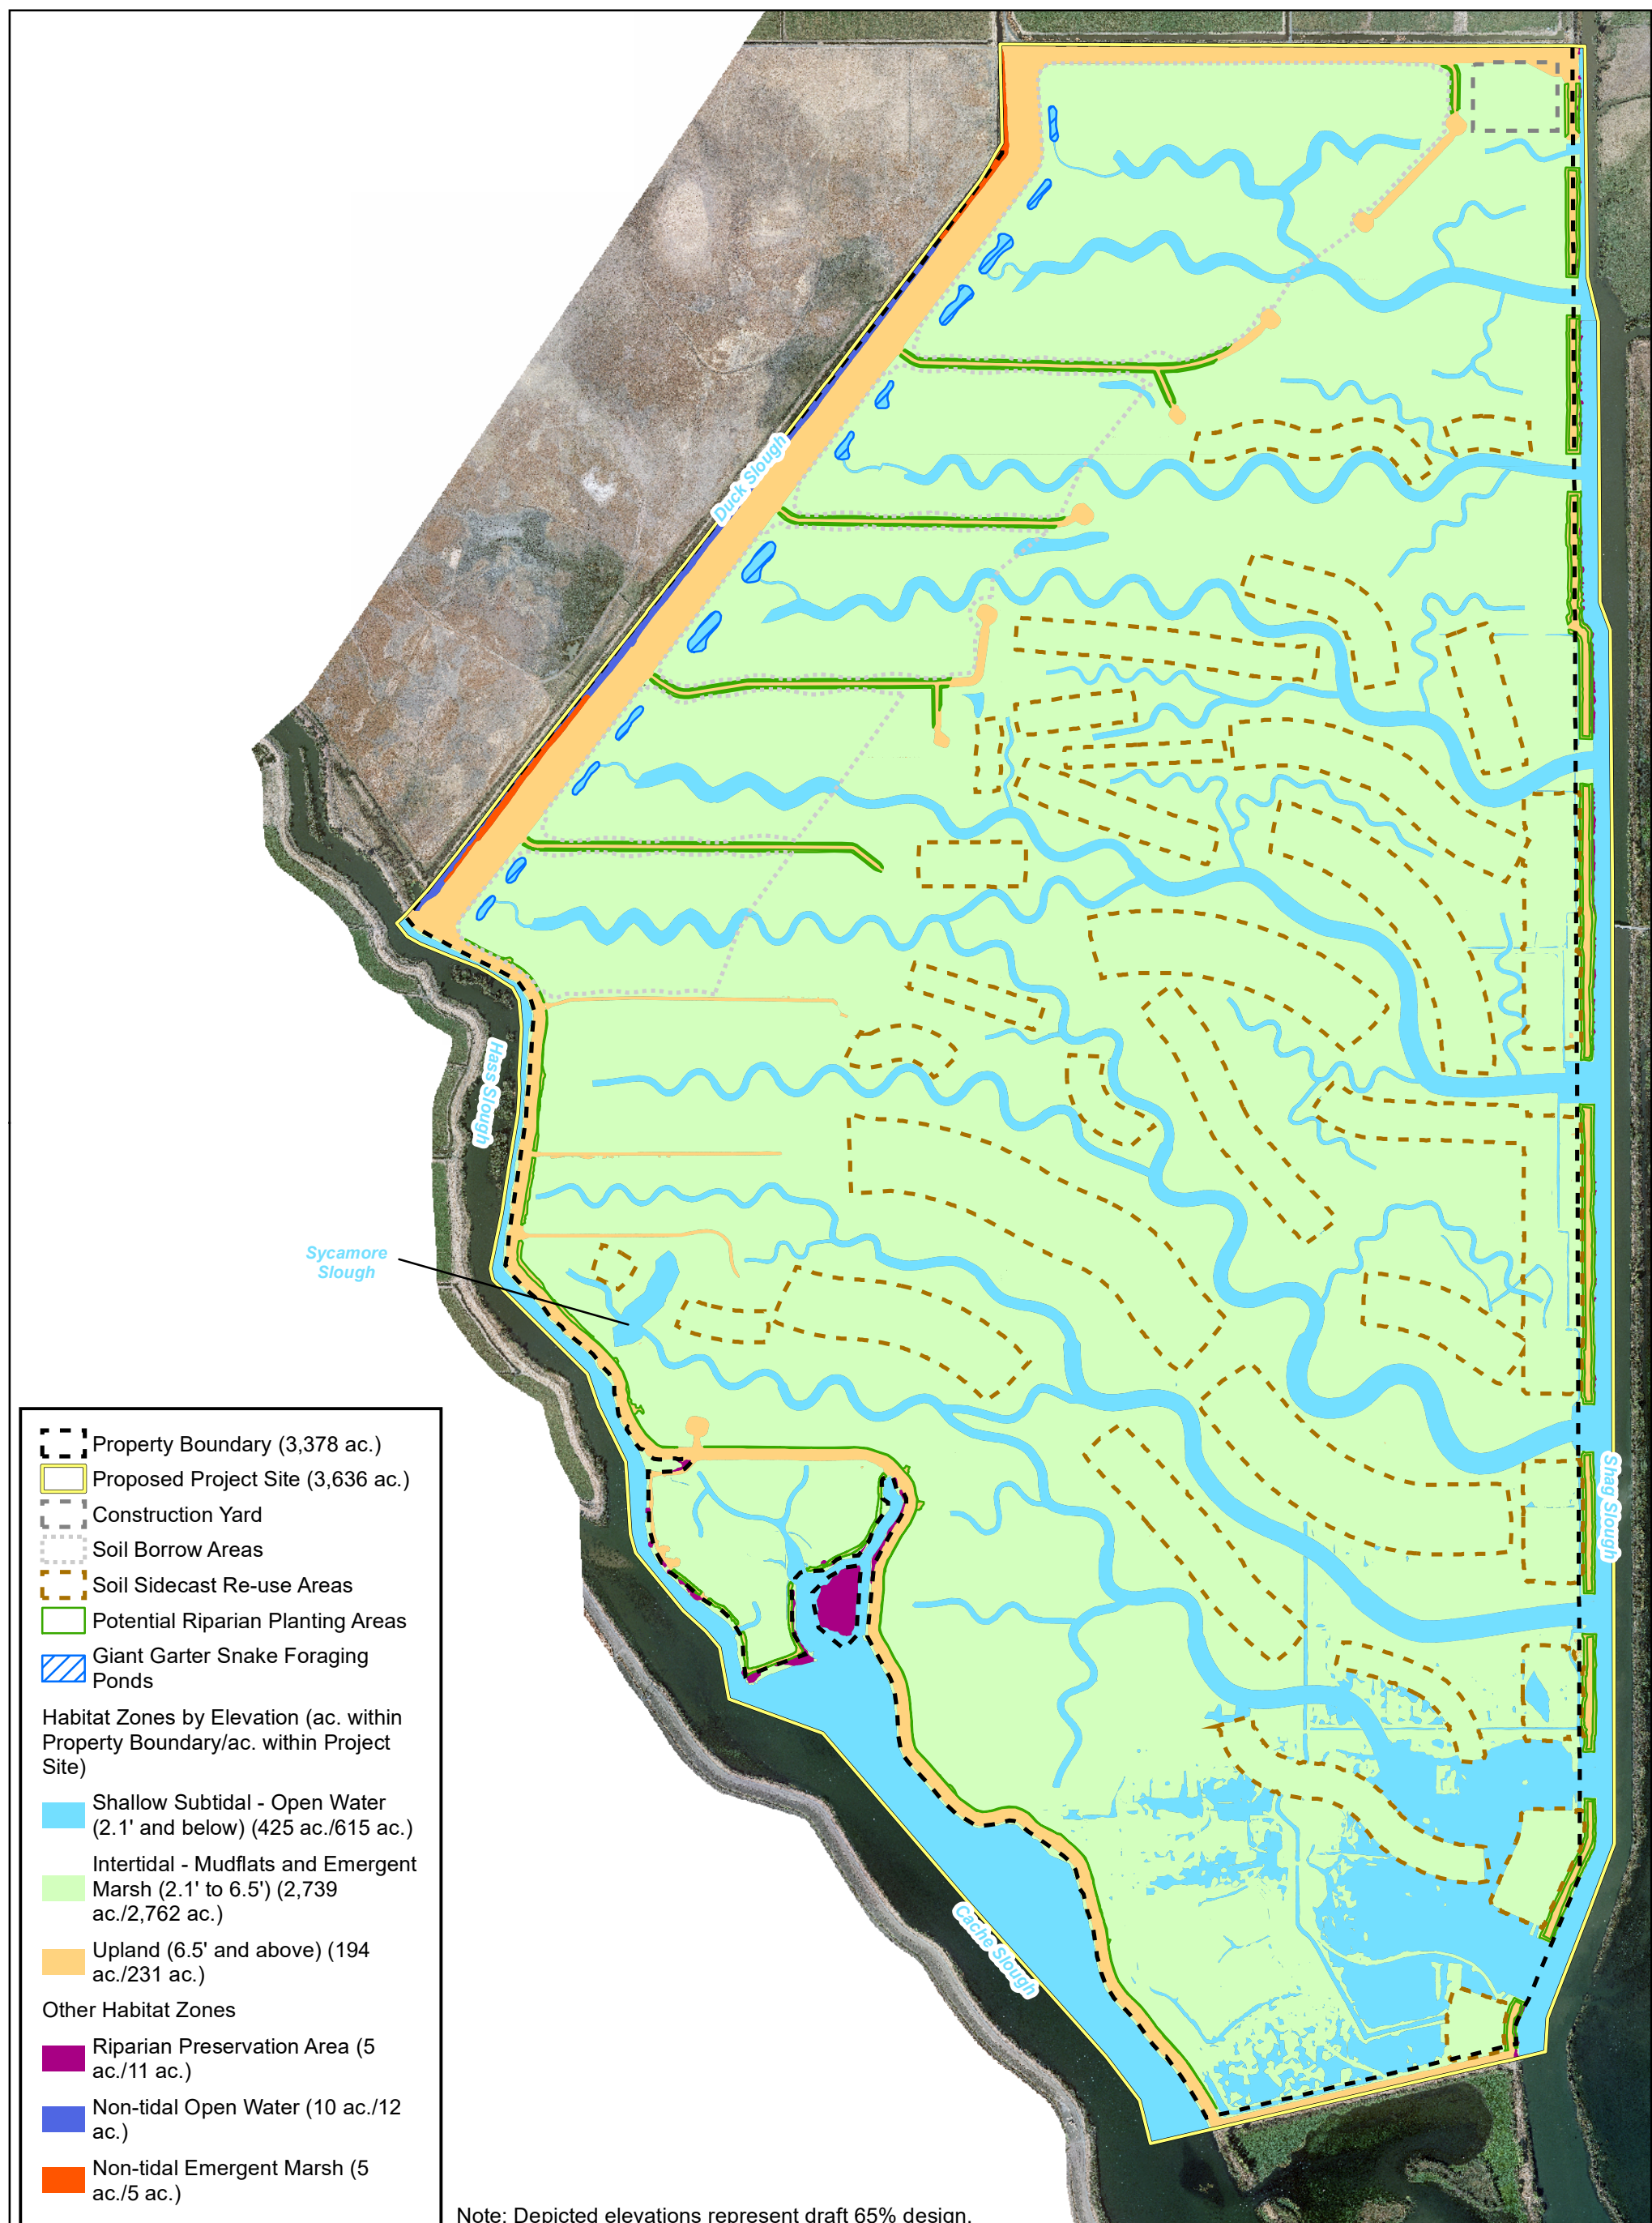 Duck Slough
Hass Slough
Sycamore
Slough
Shag Slough
Cache Slough
Property Boundary (3,378 ac.)
Proposed Project Site (3,636 ac.)
Construction Yard
Soil Borrow Areas
Soil Sidecast Re-use Areas
Potential Riparian Planting Areas
Giant Garter Snake Foraging
Ponds
Habitat Zones by Elevation (ac. within
Property Boundary/ac. within Project
Site)
Shallow Subtidal - Open Water
(2.1' and below) (425 ac./615 ac.)
Intertidal - Mudflats and Emergent
Marsh (2.1' to 6.5') (2,739
ac./2,762 ac.)
Upland (6.5' and above) (194
ac./231 ac.)
Other Habitat Zones
Riparian Preservation Area (5
ac./11 ac.)
Non-tidal Open Water (10 ac./12
ac.)
Non-tidal Emergent Marsh (5
ac./5 ac.)
Note: Depicted elevations represent draft 65% design.